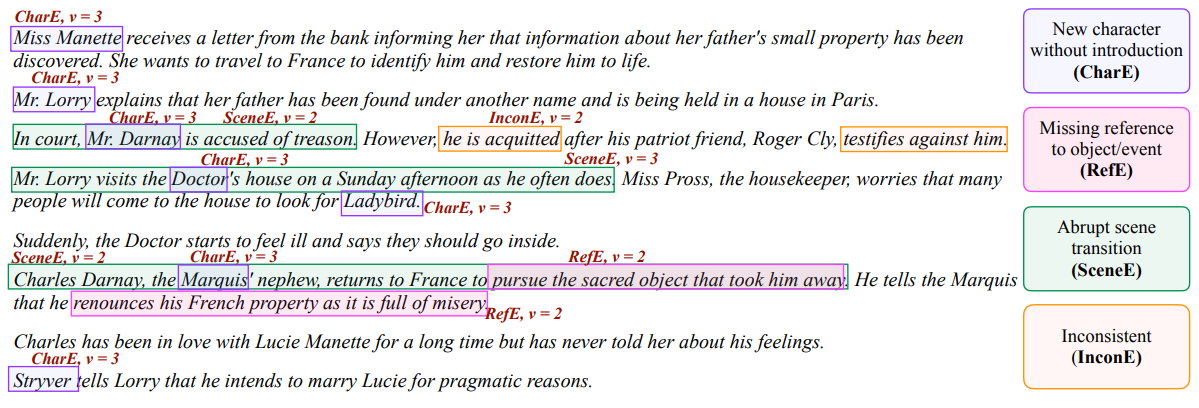 CharE, v = 3
Miss Manette receives a letter from the bank informing her that information about her father's small property has been
discovered. She wants to travel to France to identify him and restore him to life.
CharE, v = 3
Mr. Lorry explains that her father has been found under another name and is being held in a house in Paris.
CharE, v = 3 SceneE, v = 2 InconE, v = 2
In court, Mr. Darnay is accused of treason. However, he is acquitted after his patriot friend, Roger Cly, testifies against him.
CharE, v = 3 SceneE, v = 3
Mr. Lorry visits the Doctor's house on a Sunday afternoon as he often does. Miss Pross, the housekeeper, worries that many
people will come to the house to look for Ladybird. CharE, v = 3
Suddenly, the Doctor starts to feel ill and says they should go inside.
SceneE, v = 2 CharE, v = 3 RefE, v = 2
Charles Darnay, the Marquis' nephew, returns to France to pursue the sacred object that took him away. He tells the Marquis
that he renounces his French property as it is full of misery. RefE, v = 2
Charles has been in love with Lucie Manette for a long time but has never told her about his feelings.
CharE, v = 3
Stryver tells Lorry that he intends to marry Lucie for pragmatic reasons.
New character
without introduction
(CharE)
Missing reference
to object/event
(RefE)
Abrupt scene
transition
(SceneE)
Inconsistent
(InconE)